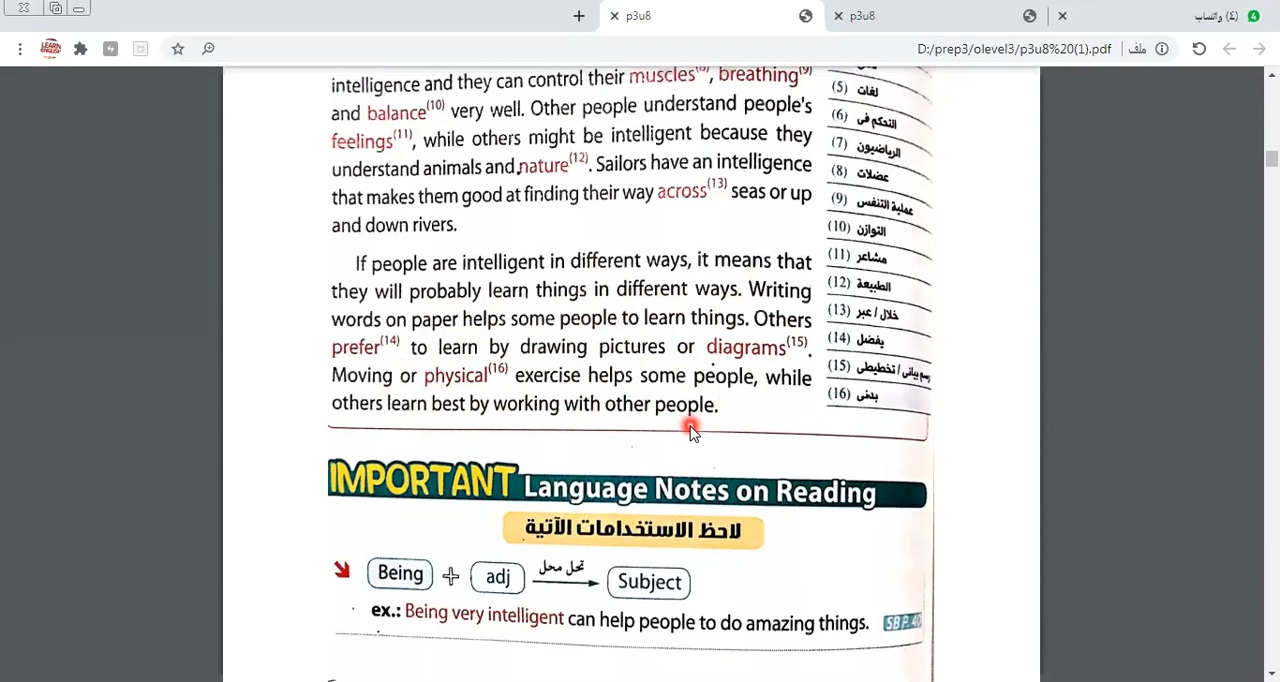 p3u8
p3u8
(٤) واتساب
D:/prep3/olevel3/p3u8%20(1).pdf
ملف
LEARN
ENGLISH
intelligence and they can control their muscles(8), breathing(9)
and balance(10) very well. Other people understand people's
feelings(11), while others might be intelligent because they
understand animals and nature(12). Sailors have an intelligence
that makes them good at finding their way across(13) seas or up
and down rivers.
If people are intelligent in different ways, it means that
they will probably learn things in different ways. Writing
words on paper helps some people to learn things. Others
prefer(14) to learn by drawing pictures or diagrams(15).
Moving or physical(16) exercise helps some people, while
others learn best by working with other people.
(5) لغات
(6) التحكم فى
(7) الرياضيون
(8) عضلات
(9) عملية التنفس
(10) التوازن
(11) مشاعر
(12) الطبيعة
(13) خلال / عبر
(14) يفضل
(15) رسم بيانى / تخطيطى
(16) بدنى
IMPORTANT Language Notes on Reading
لاحظ الاستخدامات الآتية
Being + adj تحل محل Subject
ex.: Being very intelligent can help people to do amazing things. SB P. 40